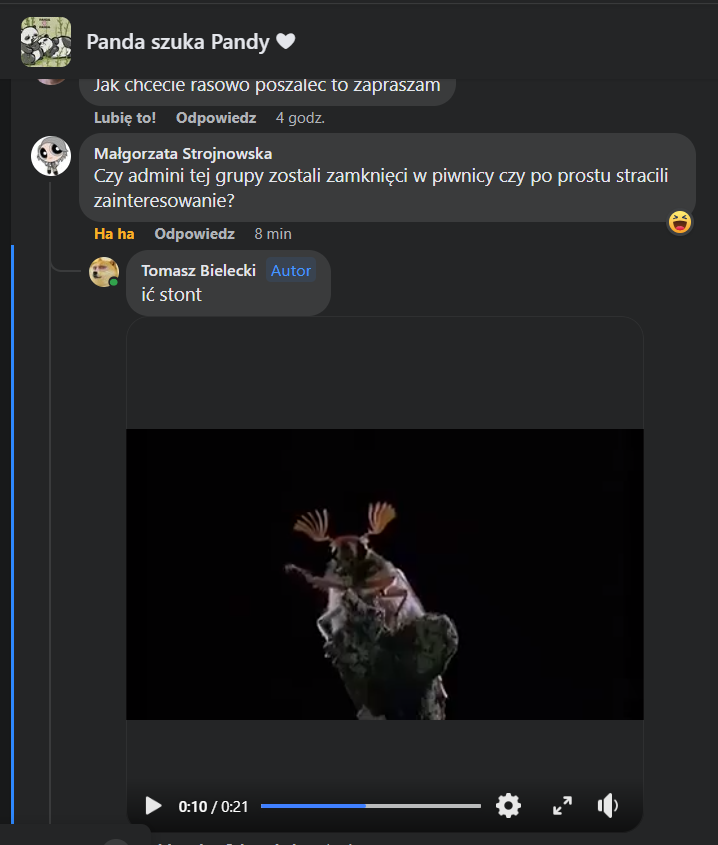 Panda szuka Pandy 🤍
Jak chcecie rasowo poszalec to zapraszam
Lubię to! Odpowiedz 4 godz.
Małgorzata Strojnowska
Czy admini tej grupy zostali zamknięci w piwnicy czy po prostu stracili
zainteresowanie?
Ha ha Odpowiedz 8 min
Tomasz Bielecki Autor
ić stont
0:10 / 0:21